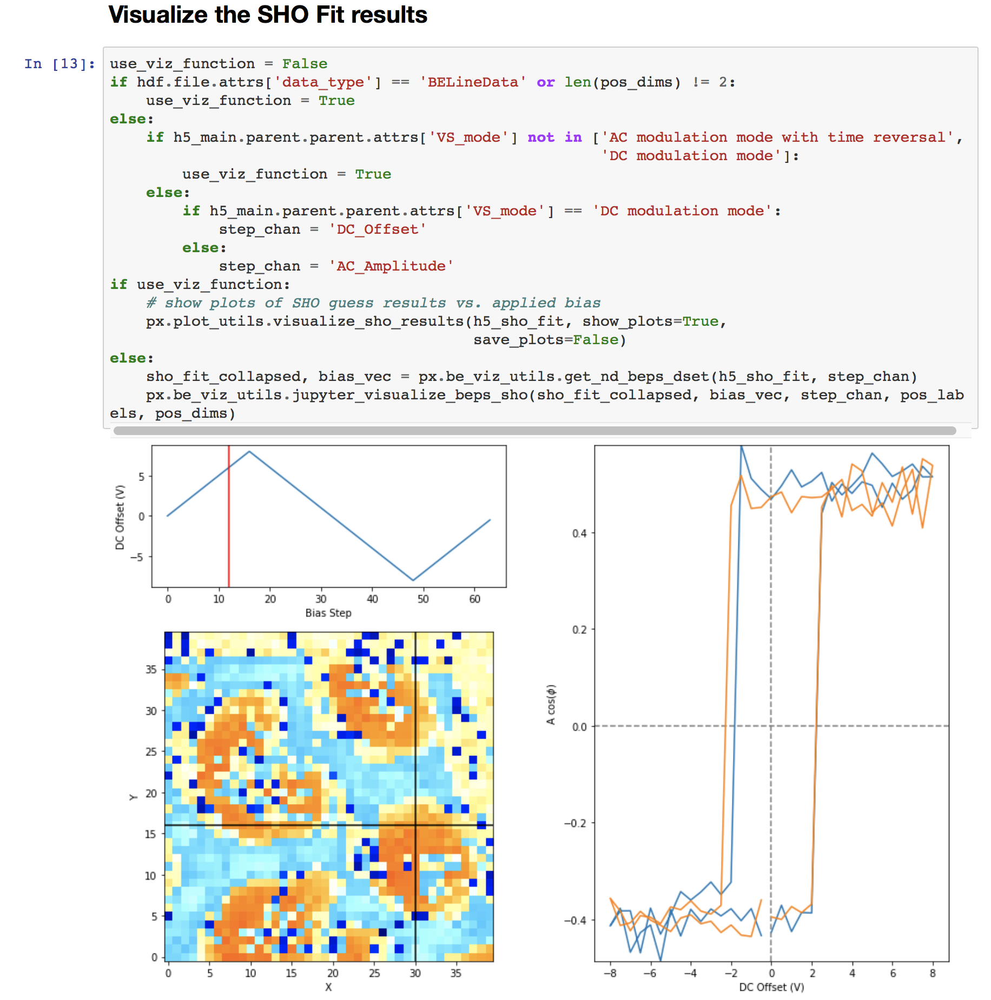 Visualize the SHO Fit results
In [13]:
use_viz_function = False
if hdf.file.attrs['data_type'] == 'BELineData' or len(pos_dims) != 2:
    use_viz_function = True
else:
    if h5_main.parent.parent.attrs['VS_mode'] not in ['AC modulation mode with time reversal',
                                                      'DC modulation mode']:
        use_viz_function = True
    else:
        if h5_main.parent.parent.attrs['VS_mode'] == 'DC modulation mode':
            step_chan = 'DC_Offset'
        else:
            step_chan = 'AC_Amplitude'
if use_viz_function:
    # show plots of SHO guess results vs. applied bias
    px.plot_utils.visualize_sho_results(h5_sho_fit, show_plots=True,
                                        save_plots=False)
else:
    sho_fit_collapsed, bias_vec = px.be_viz_utils.get_nd_beps_dset(h5_sho_fit, step_chan)
    px.be_viz_utils.jupyter_visualize_beps_sho(sho_fit_collapsed, bias_vec, step_chan, pos_lab
els, pos_dims)
DC Offset (V)
5
0
−5
0 10 20 30 40 50 60
Bias Step
Y
35
30
25
20
15
10
5
0
0 5 10 15 20 25 30 35
X
A cos(ϕ)
0.4
0.2
0.0
−0.2
−0.4
−8 −6 −4 −2 0 2 4 6 8
DC Offset (V)